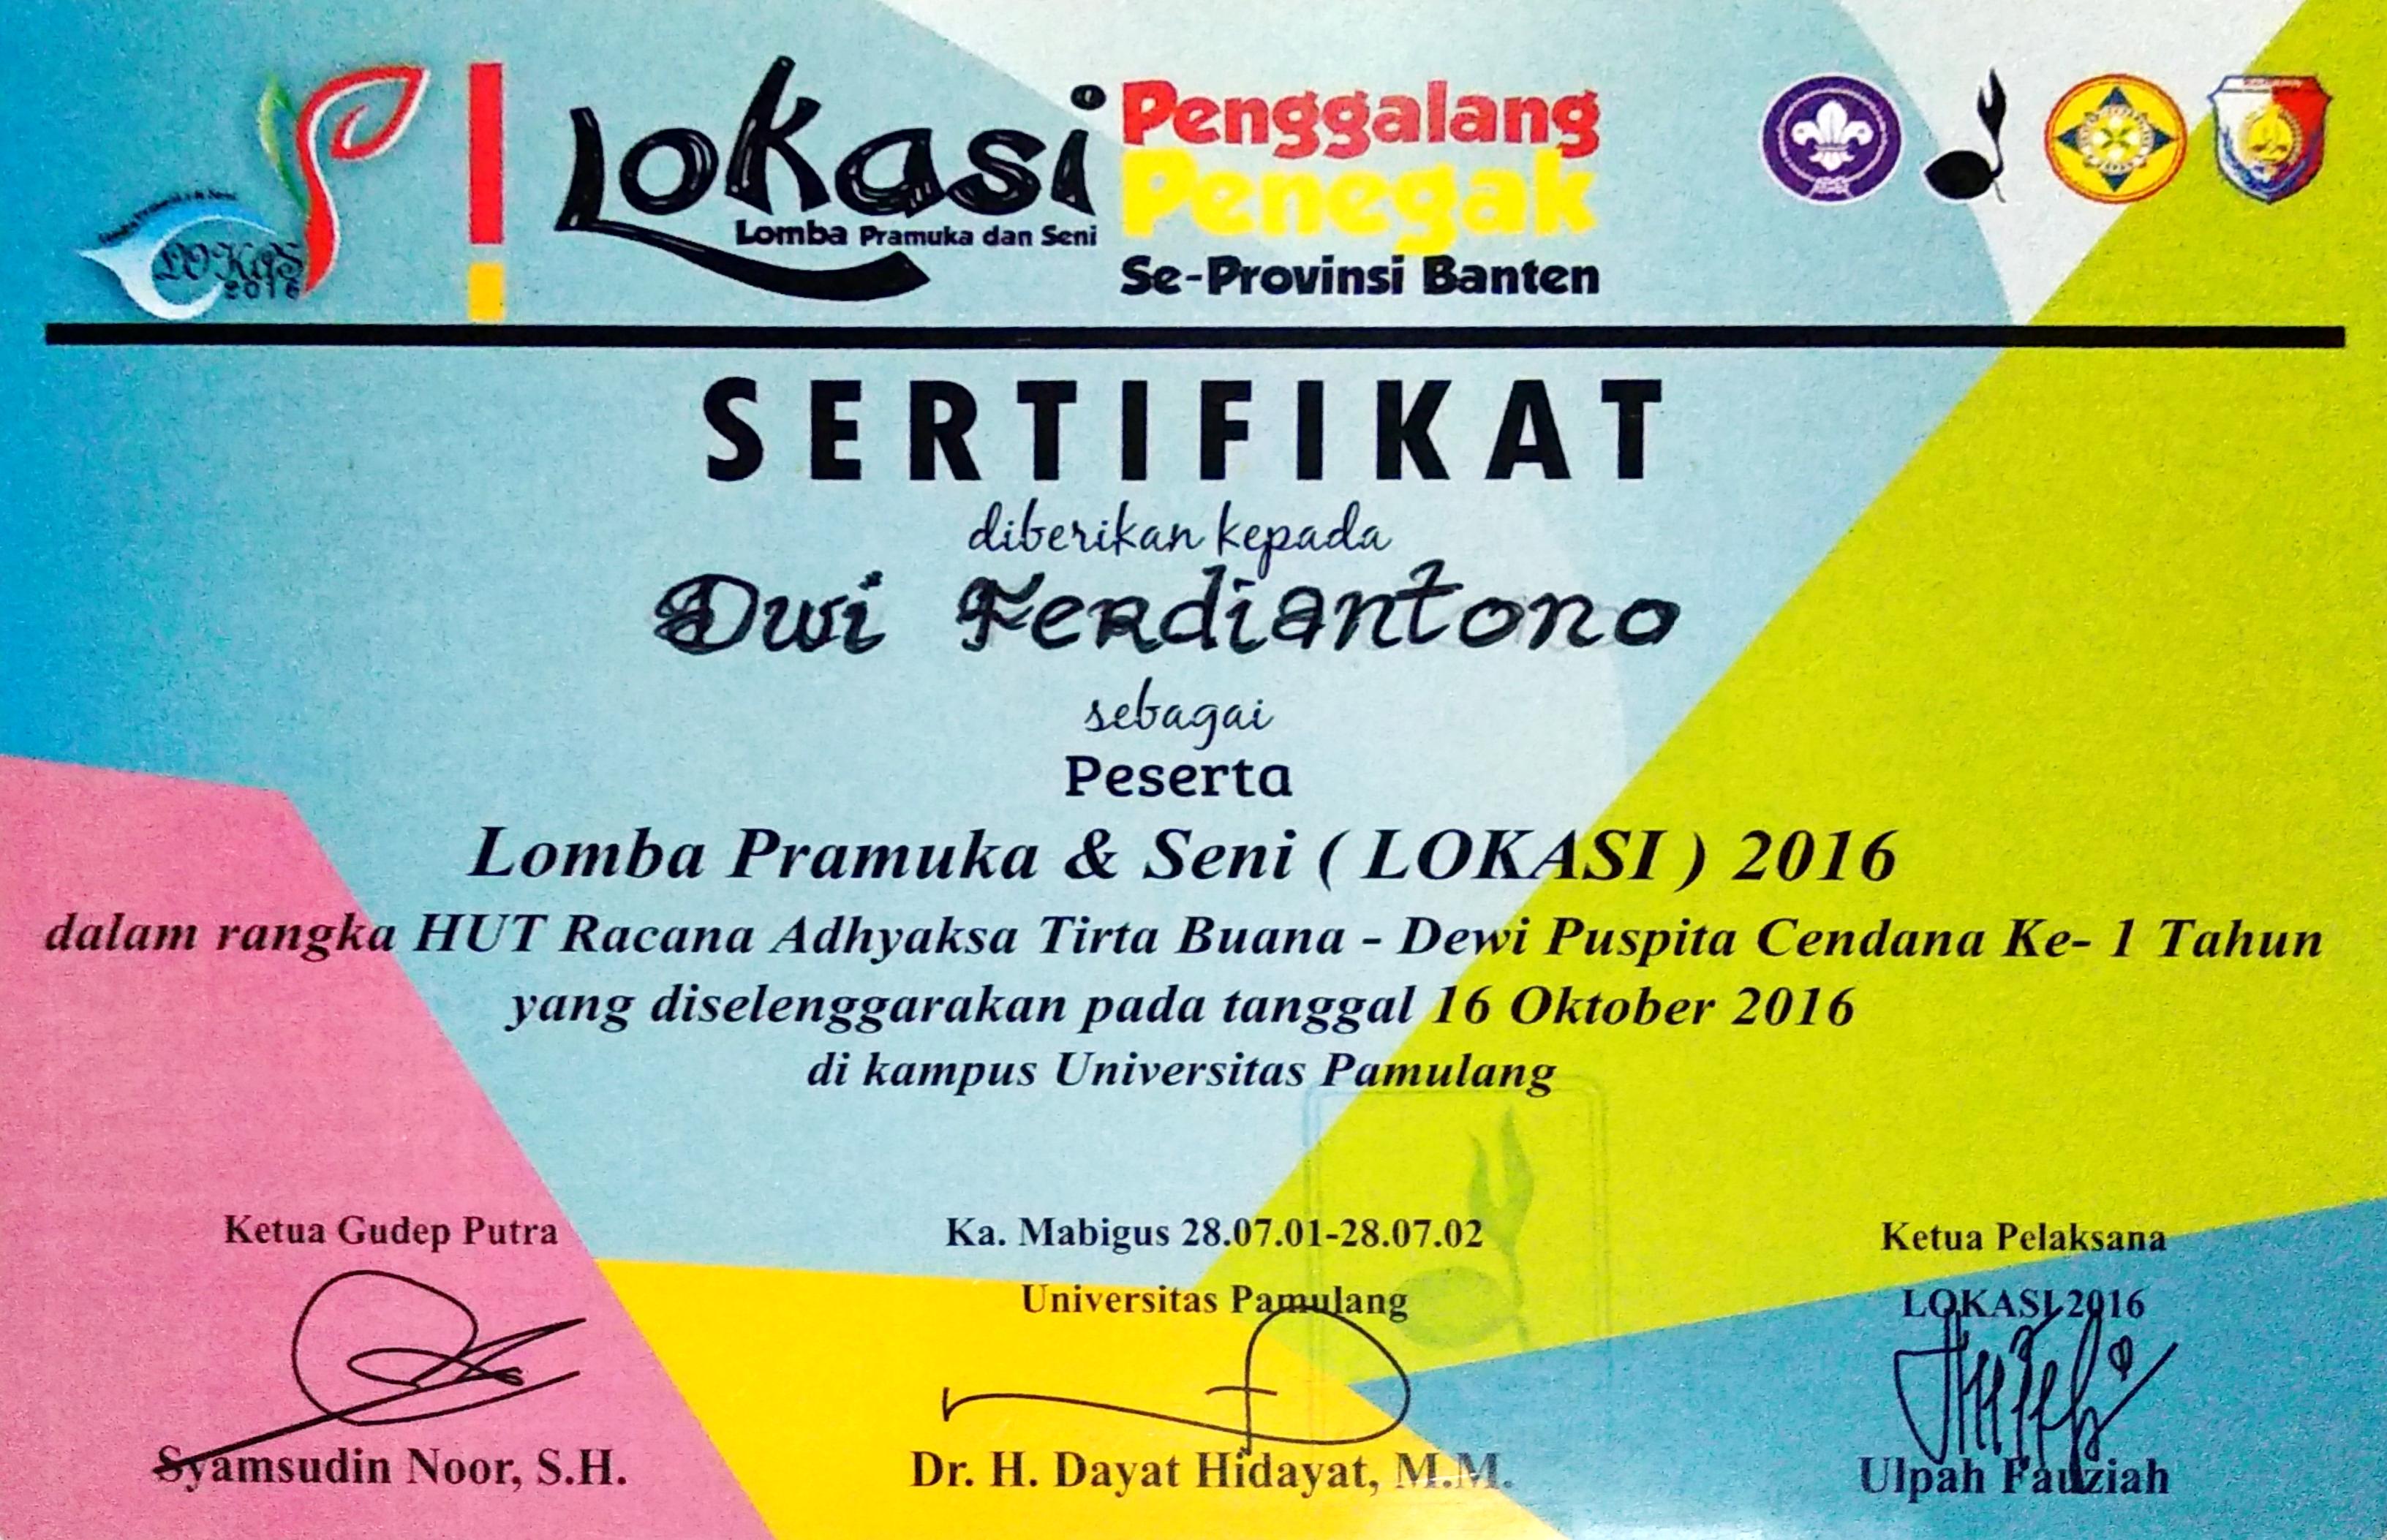 Lokasi
Lomba Pramuka dan Seni
Penggalang
Penegak
Se-Provinsi Banten
LOKAS
2016
SERTIFIKAT
diberikan kepada
Dwi Ferdiantono
sebagai
Peserta
Lomba Pramuka & Seni ( LOKASI ) 2016
dalam rangka HUT Racana Adhyaksa Tirta Buana - Dewi Puspita Cendana Ke- 1 Tahun
yang diselenggarakan pada tanggal 16 Oktober 2016
di kampus Universitas Pamulang
Ketua Gudep Putra
Syamsudin Noor, S.H.
Ka. Mabigus 28.07.01-28.07.02
Universitas Pamulang
Dr. H. Dayat Hidayat, M.M.
Ketua Pelaksana
LOKASI 2016
Ulpah Fauziah